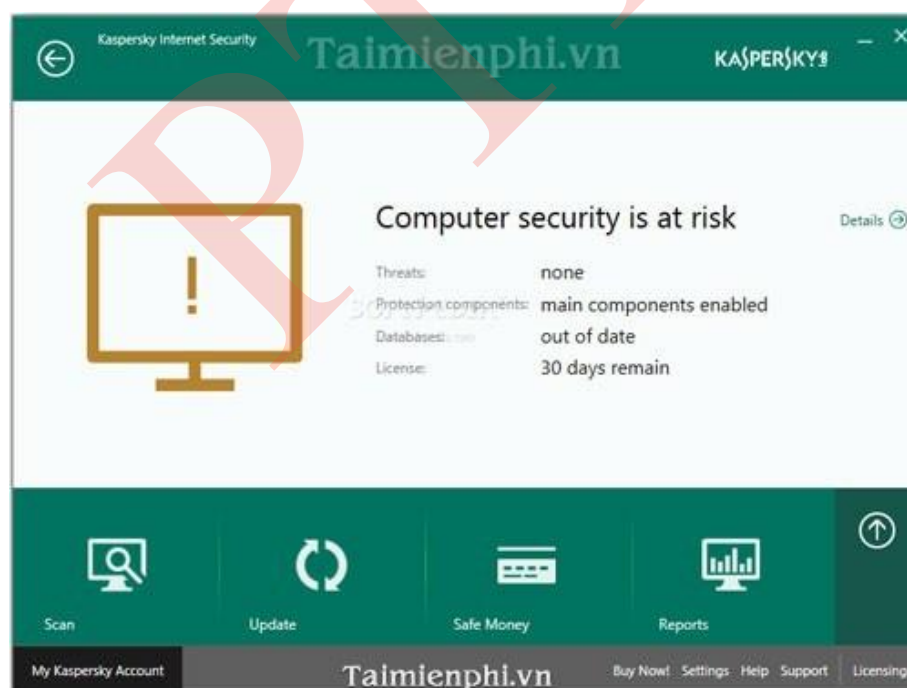 Kaspersky Internet Security
Taimienphi.vn
KASPERSKY
Computer security is at risk
Details
Threats: none
Protection components: main components enabled
Databases: out of date
License: 30 days remain
Scan Update Safe Money Reports
My Kaspersky Account
Taimienphi.vn
Buy Now! Settings Help Support Licensing